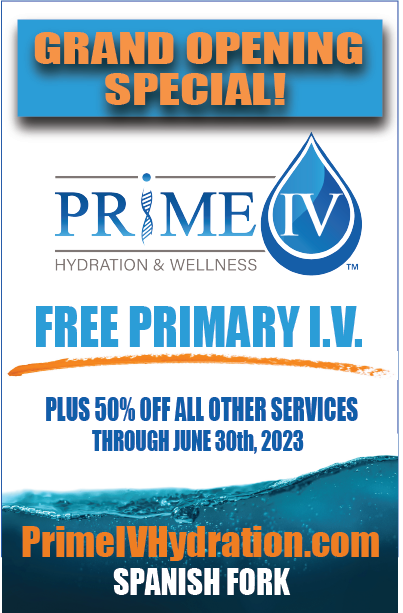 GRAND OPENING
SPECIAL!
PRIME IV
HYDRATION & WELLNESS
TM
FREE PRIMARY I.V.
PLUS 50% OFF ALL OTHER SERVICES
THROUGH JUNE 30th, 2023
PrimeIVHydration.com
SPANISH FORK